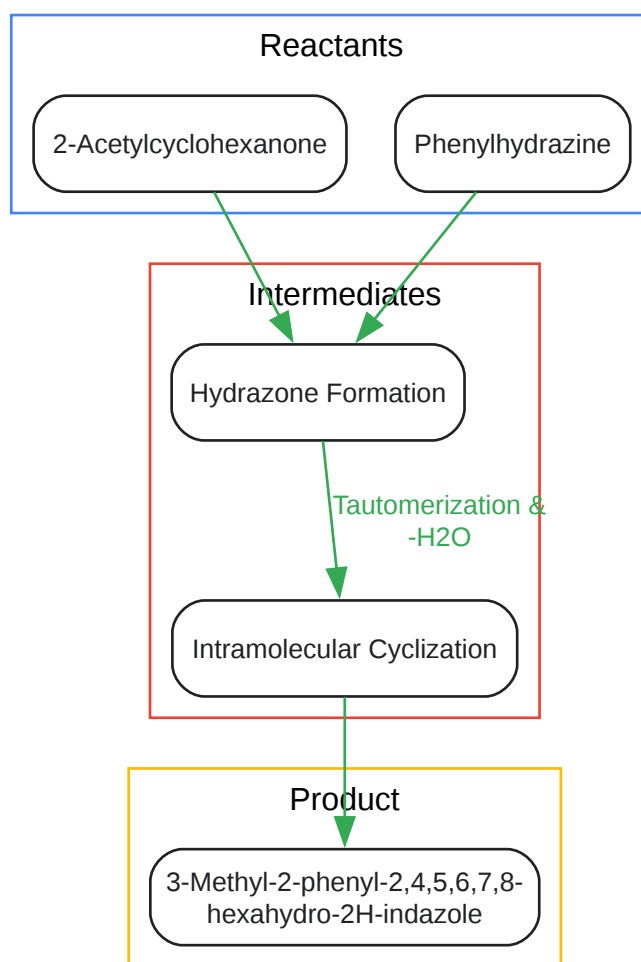 Reactants
2-Acetylcyclohexanone
Phenylhydrazine
Intermediates
Hydrazone Formation
Tautomerization &
-H2O
Intramolecular Cyclization
Product
3-Methyl-2-phenyl-2,4,5,6,7,8-
hexahydro-2H-indazole